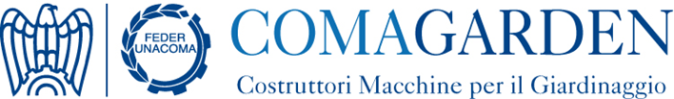 FEDER
UNACOMA
COMAGARDEN
Costruttori Macchine per il Giardinaggio